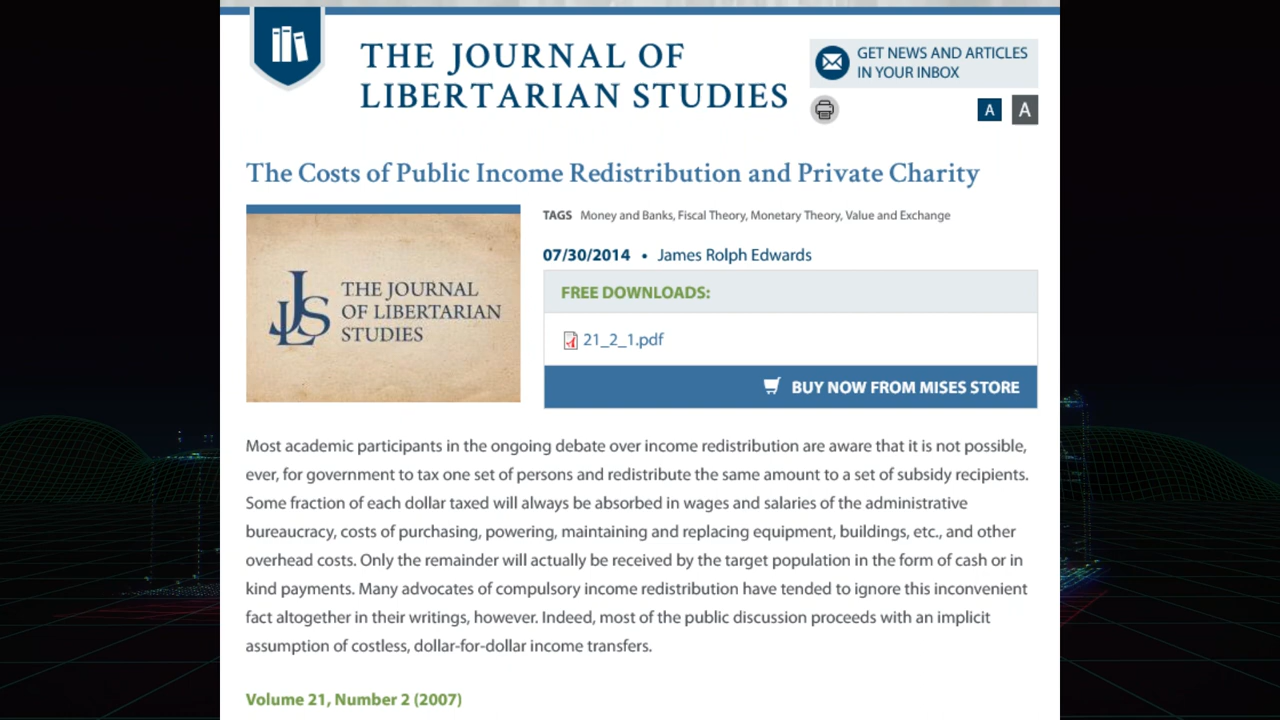 THE JOURNAL OF
LIBERTARIAN STUDIES
GET NEWS AND ARTICLES
IN YOUR INBOX
A A
The Costs of Public Income Redistribution and Private Charity
JLS
THE JOURNAL
OF LIBERTARIAN
STUDIES
TAGS Money and Banks, Fiscal Theory, Monetary Theory, Value and Exchange
07/30/2014 • James Rolph Edwards
FREE DOWNLOADS:
21_2_1.pdf
BUY NOW FROM MISES STORE
Most academic participants in the ongoing debate over income redistribution are aware that it is not possible,
ever, for government to tax one set of persons and redistribute the same amount to a set of subsidy recipients.
Some fraction of each dollar taxed will always be absorbed in wages and salaries of the administrative
bureaucracy, costs of purchasing, powering, maintaining and replacing equipment, buildings, etc., and other
overhead costs. Only the remainder will actually be received by the target population in the form of cash or in
kind payments. Many advocates of compulsory income redistribution have tended to ignore this inconvenient
fact altogether in their writings, however. Indeed, most of the public discussion proceeds with an implicit
assumption of costless, dollar-for-dollar income transfers.
Volume 21, Number 2 (2007)